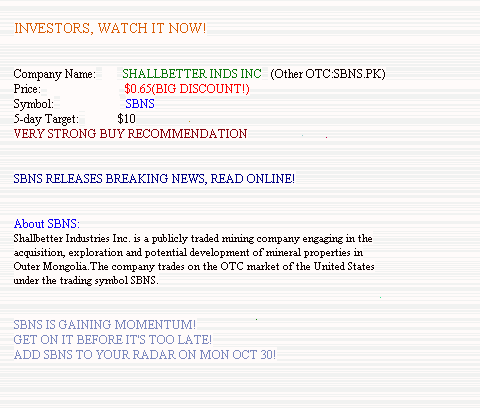 INVESTORS, WATCH IT NOW!
Company Name: SHALLBETTER INDS INC (Other OTC:SBNS.PK)
Price: $0.65(BIG DISCOUNT!)
Symbol: SBNS
5-day Target: $10
VERY STRONG BUY RECOMMENDATION
SBNS RELEASES BREAKING NEWS, READ ONLINE!
About SBNS:
Shallbetter Industries Inc. is a publicly traded mining company engaging in the
acquisition, exploration and potential development of mineral properties in
Outer Mongolia.The company trades on the OTC market of the United States
under the trading symbol SBNS.
SBNS IS GAINING MOMENTUM!
GET ON IT BEFORE IT'S TOO LATE!
ADD SBNS TO YOUR RADAR ON MON OCT 30!